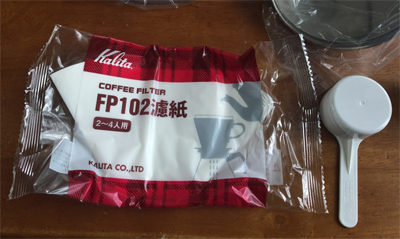 Kalita
COFFEE FILTER
FP102濾紙
2〜4人用
KALITA CO.,LTD